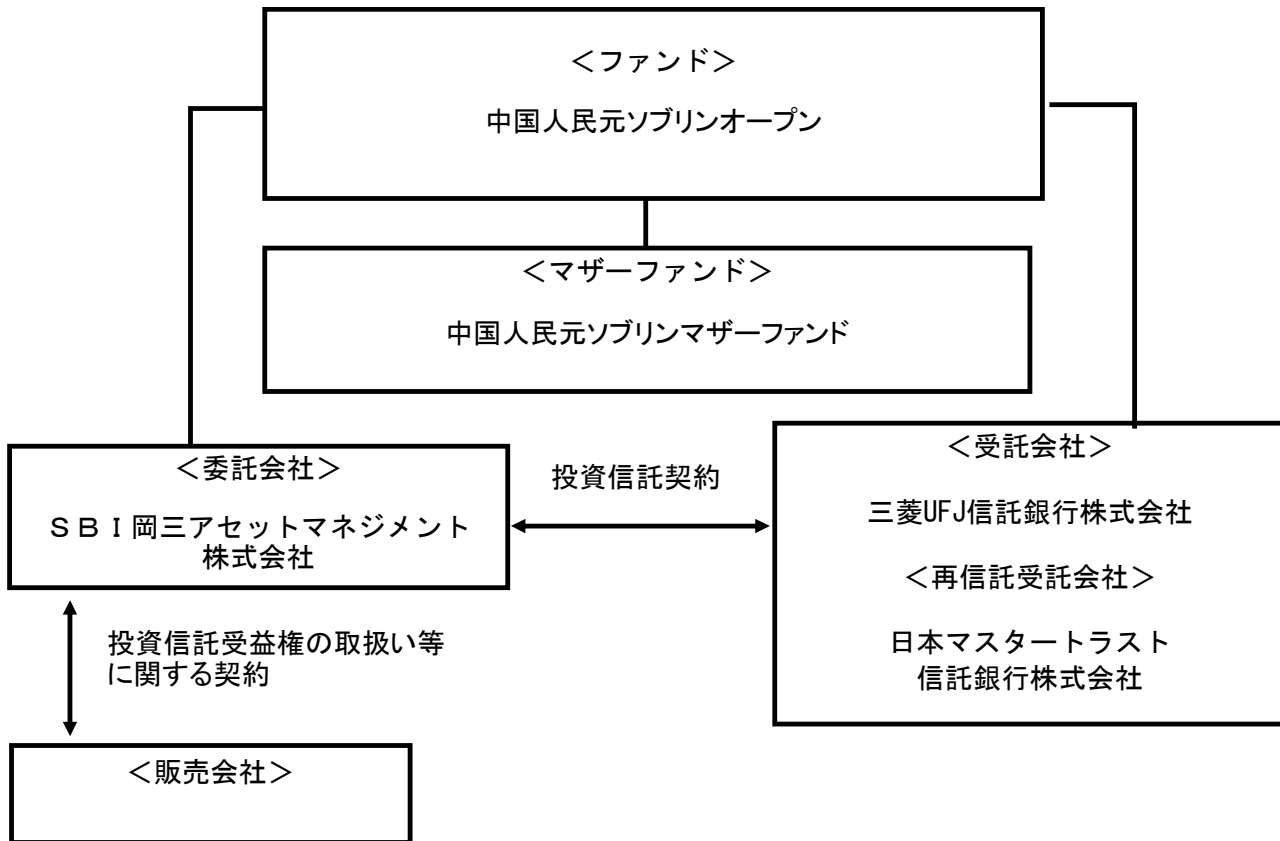 ＜ファンド＞
中国人民元ソブリンオープン
＜マザーファンド＞
中国人民元ソブリンマザーファンド
＜委託会社＞
ＳＢＩ岡三アセットマネジメント
株式会社
投資信託契約
＜受託会社＞
三菱UFJ信託銀行株式会社
＜再信託受託会社＞
日本マスタートラスト
信託銀行株式会社
投資信託受益権の取扱い等
に関する契約
＜販売会社＞